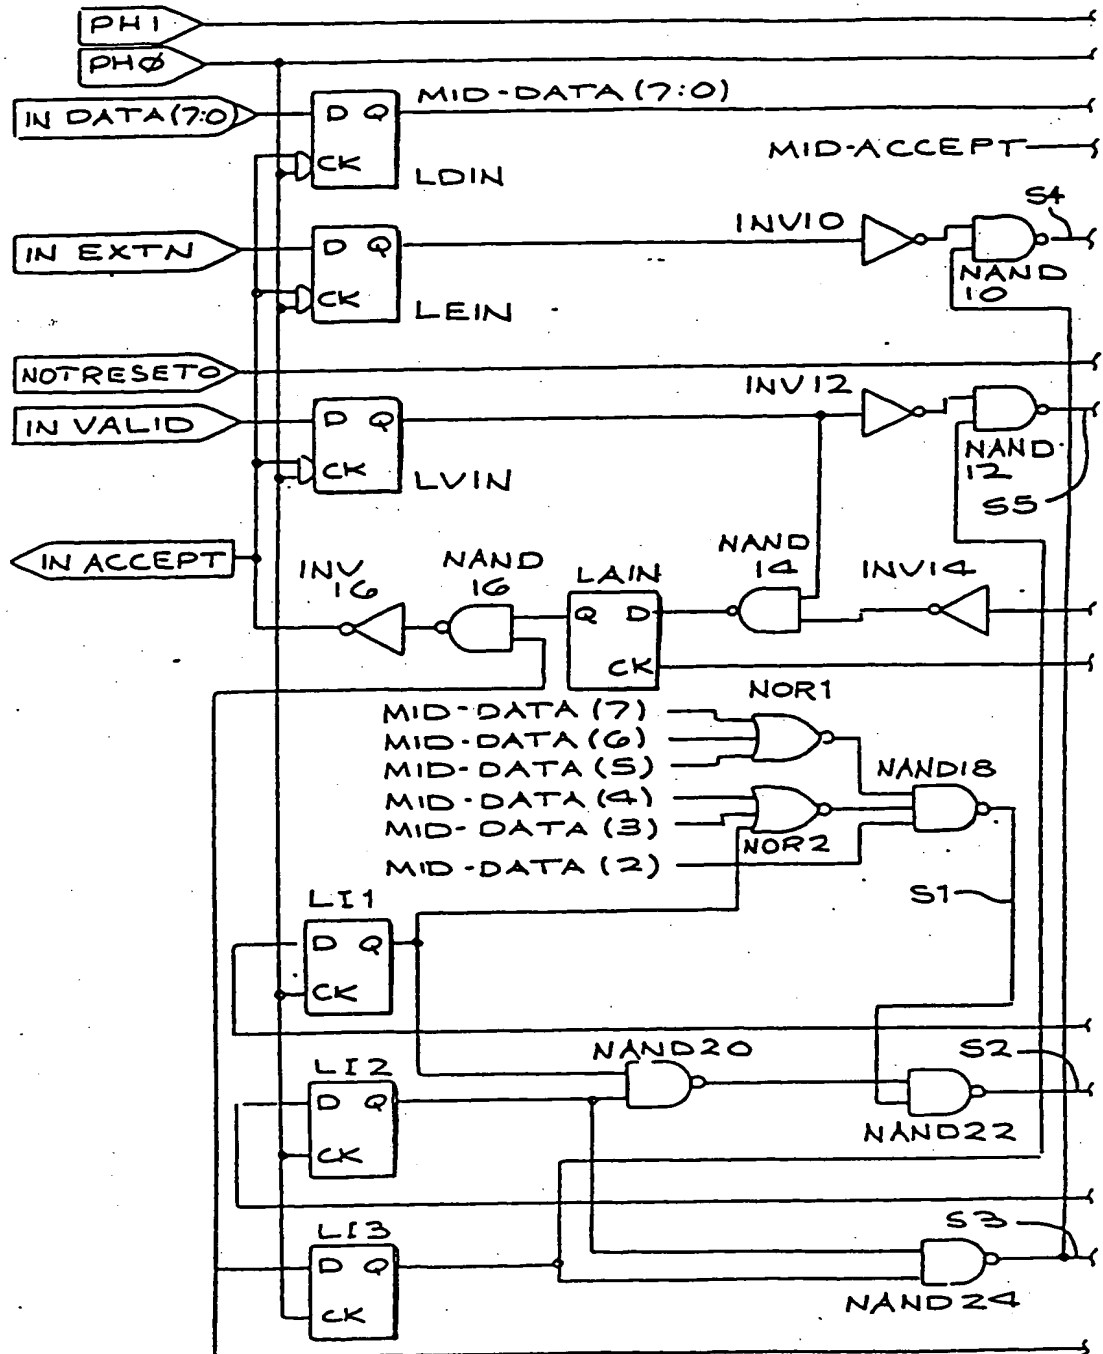 PH1
PHØ
IN DATA(7:0)
D Q
CK
LDIN
MID-DATA(7:0)
MID-ACCEPT
IN EXTN
D Q
CK
LEIN
INV10
NAND
10
S4
NOTRESET0
IN VALID
D Q
CK
LVIN
INV12
NAND
12
S5
IN ACCEPT
INV
16
NAND
16
LAIN
Q D
CK
NAND
14
INV14
MID-DATA(7)
MID-DATA(6)
MID-DATA(5)
MID-DATA(4)
MID-DATA(3)
MID-DATA(2)
NOR1
NOR2
NAND18
S1
LI1
D Q
CK
NAND20
S2
LI2
D Q
CK
NAND22
LI3
D Q
CK
S3
NAND24